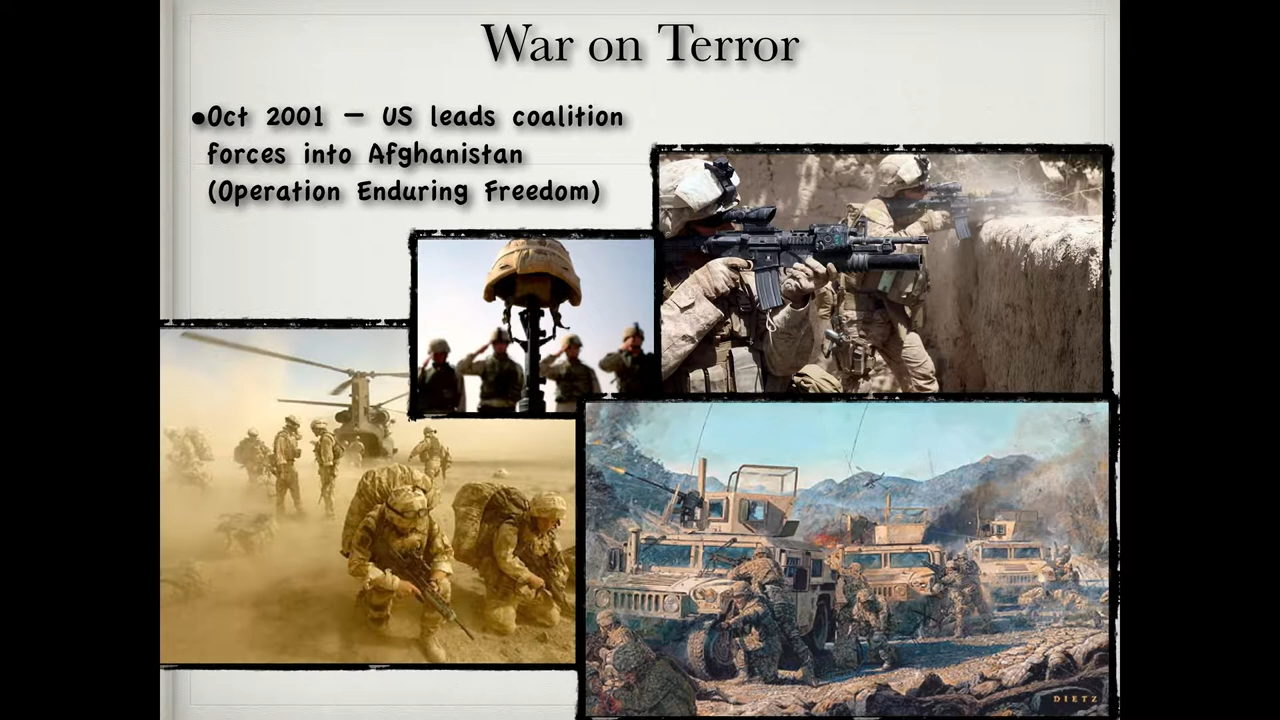 War on Terror
•Oct 2001 – US leads coalition
forces into Afghanistan
(Operation Enduring Freedom)
DIETZ